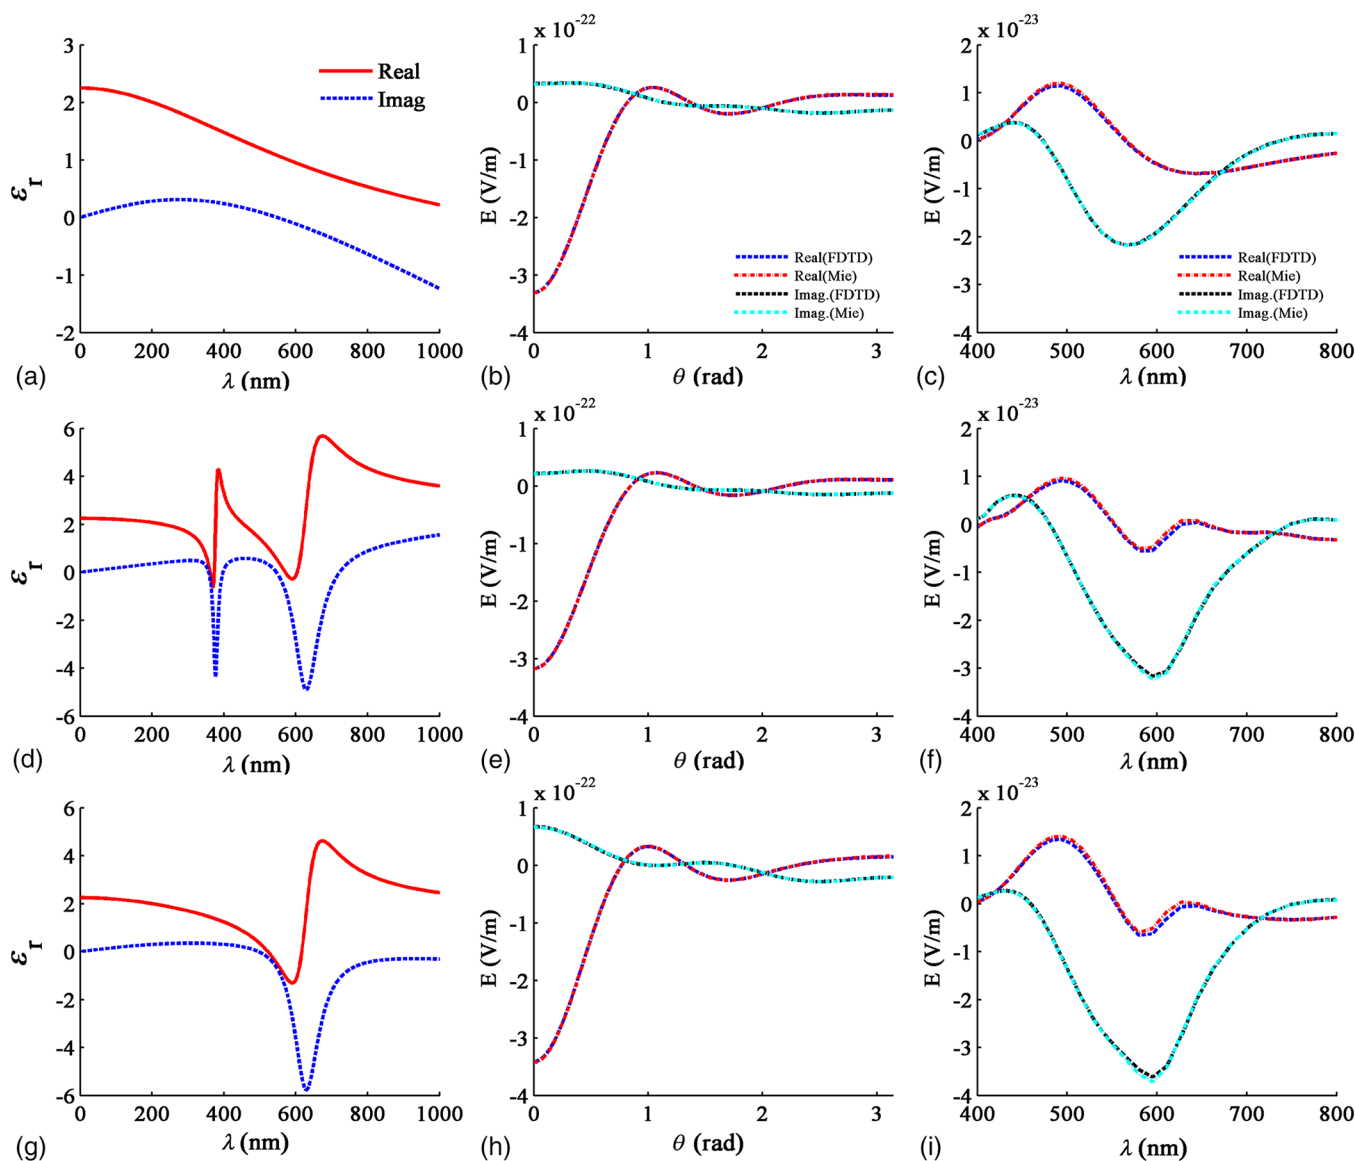 x 10⁻²² x 10⁻²³
3 1 2
Real
Imag
2 0 1
1 -1 0
εr E (V/m) E (V/m)
0 -2 -1
Real(FDTD) Real(FDTD)
Real(Mie) Real(Mie)
Imag.(FDTD) Imag.(FDTD)
Imag.(Mie) Imag.(Mie)
-1 -3 -3
-2
-2 -4 -4
0 200 400 600 800 1000 0 1 2 3 400 500 600 700 800
(a) λ (nm) (b) θ (rad) (c) λ (nm)
x 10⁻²² x 10⁻²³
6 1 2
4 0 1
2 -1 0
εr E (V/m) E (V/m)
0 -2 -1
-2
-4 -3 -3
-2
-6 -4 -4
0 200 400 600 800 1000 0 1 2 3 400 500 600 700 800
(d) λ (nm) (e) θ (rad) (f) λ (nm)
x 10⁻²² x 10⁻²³
6 1 2
4 0 1
2 -1 0
εr E (V/m) E (V/m)
0 -2 -1
-2
-4 -3 -3
-2
-6 -4 -4
0 200 400 600 800 1000 0 1 2 3 400 500 600 700 800
(g) λ (nm) (h) θ (rad) (i) λ (nm)